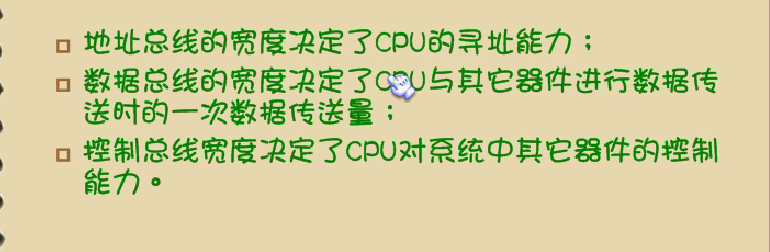 地址总线的宽度决定了CPU的寻址能力；
数据总线的宽度决定了CPU与其它器件进行数据传
送时的一次数据传送量；
控制总线宽度决定了CPU对系统中其它器件的控制
能力。